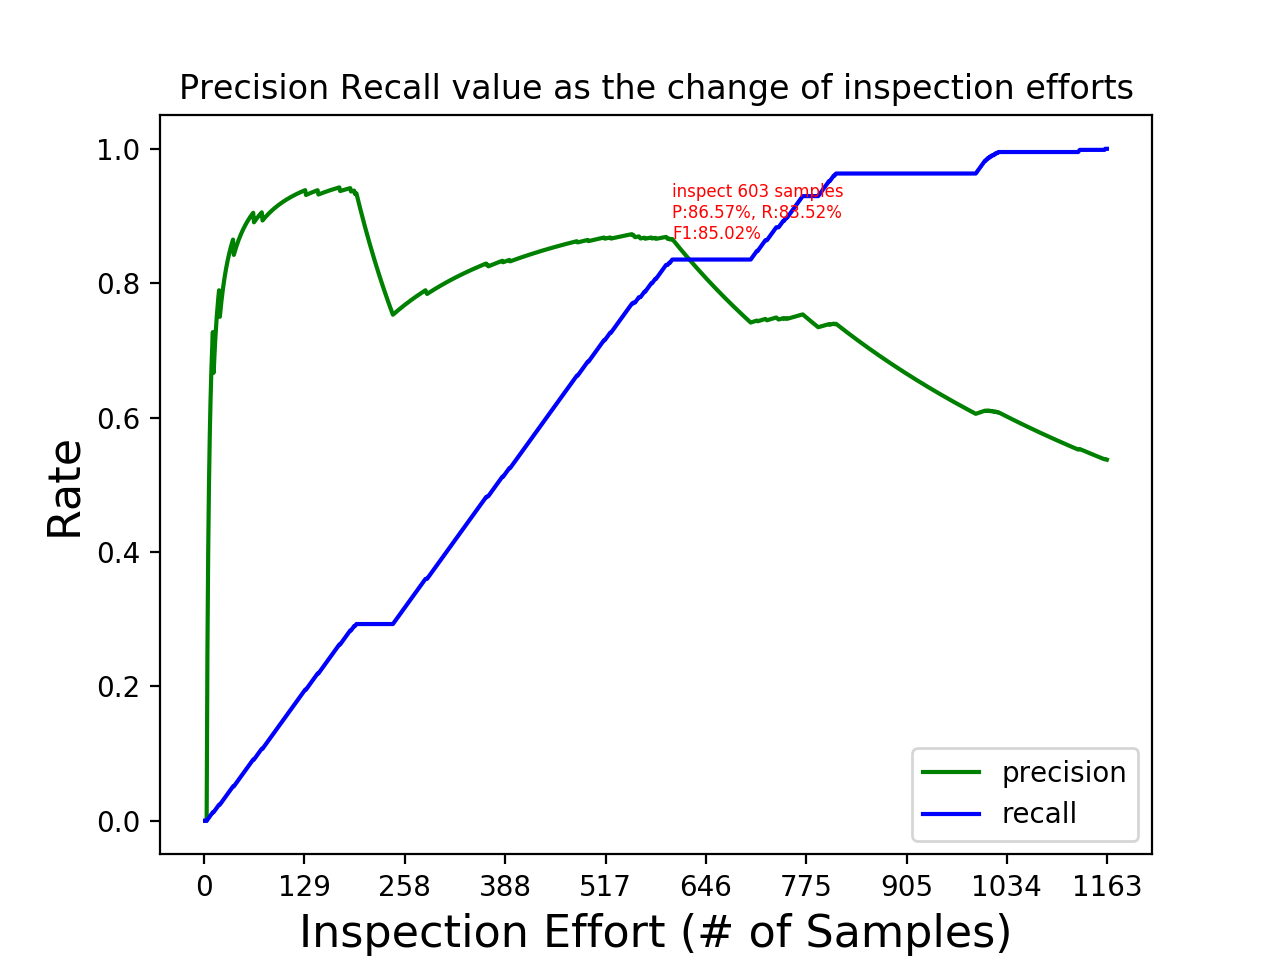 Precision Recall value as the change of inspection efforts
1.0
0.8
0.6
0.4
0.2
0.0
Rate
inspect 603 samples
P:86.57%, R:83.52%
F1:85.02%
precision
recall
0 129 258 388 517 646 775 905 1034 1163
Inspection Effort (# of Samples)